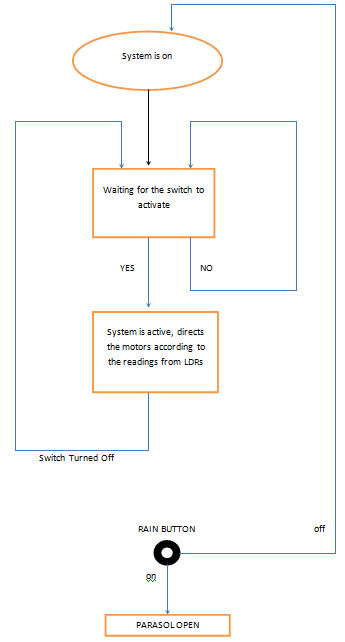 System is on
Waiting for the switch to
activate
YES
NO
System is active, directs
the motors according to
the readings from LDRs
Switch Turned Off
RAIN BUTTON
off
on
PARASOL OPEN